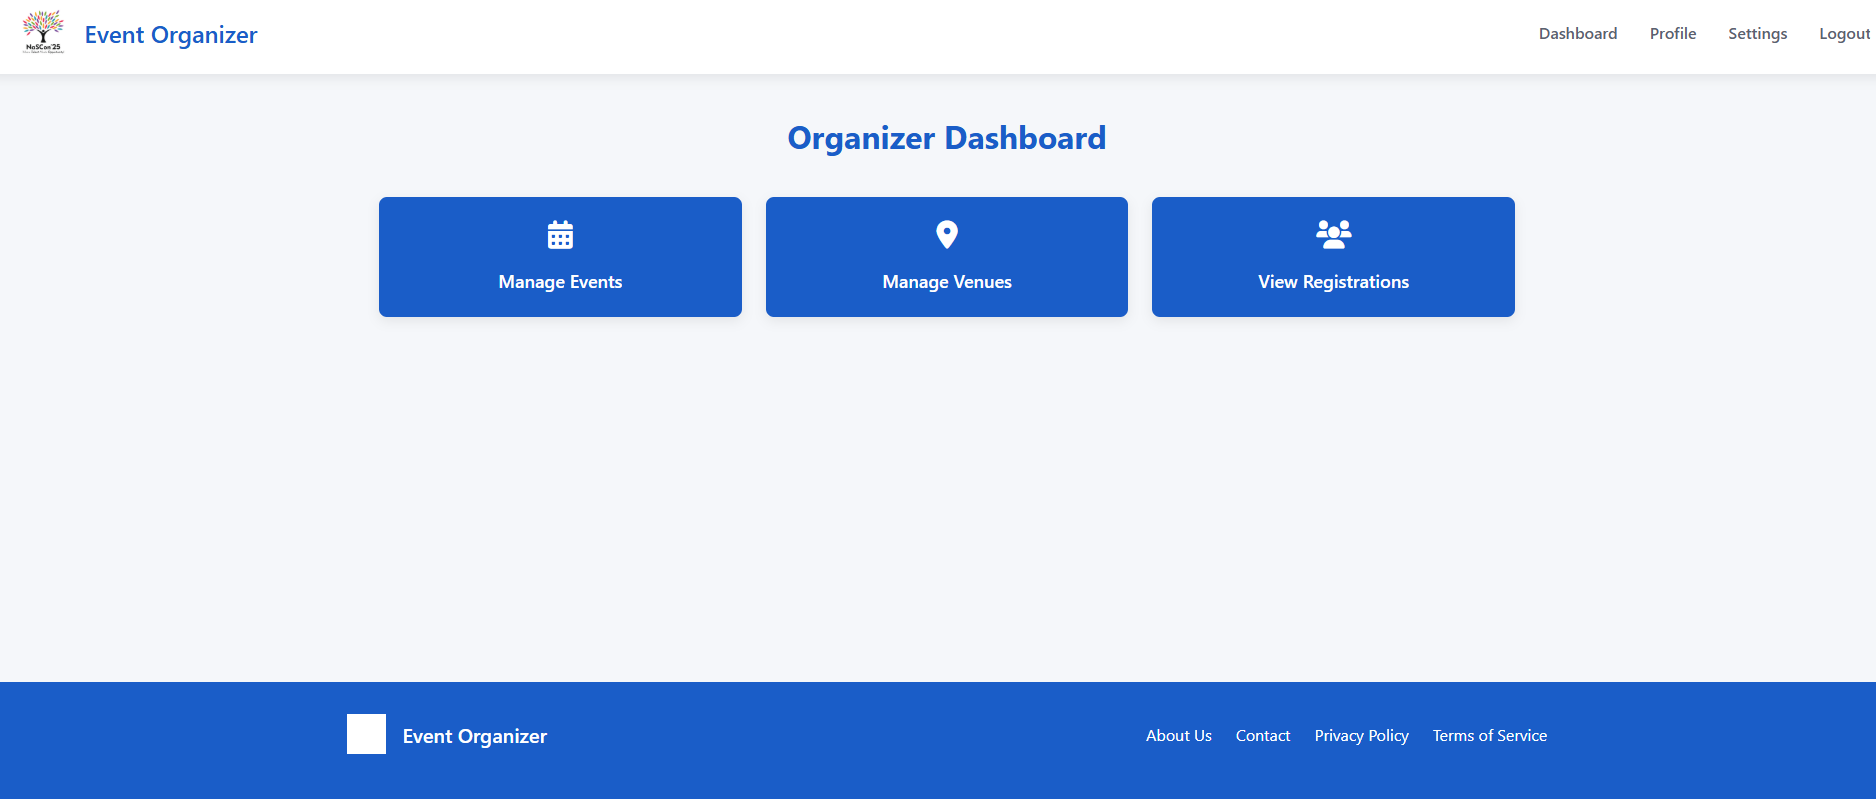 NaSCon'25
Event Organizer
Dashboard
Profile
Settings
Logout
Organizer Dashboard
Manage Events
Manage Venues
View Registrations
Event Organizer
About Us
Contact
Privacy Policy
Terms of Service